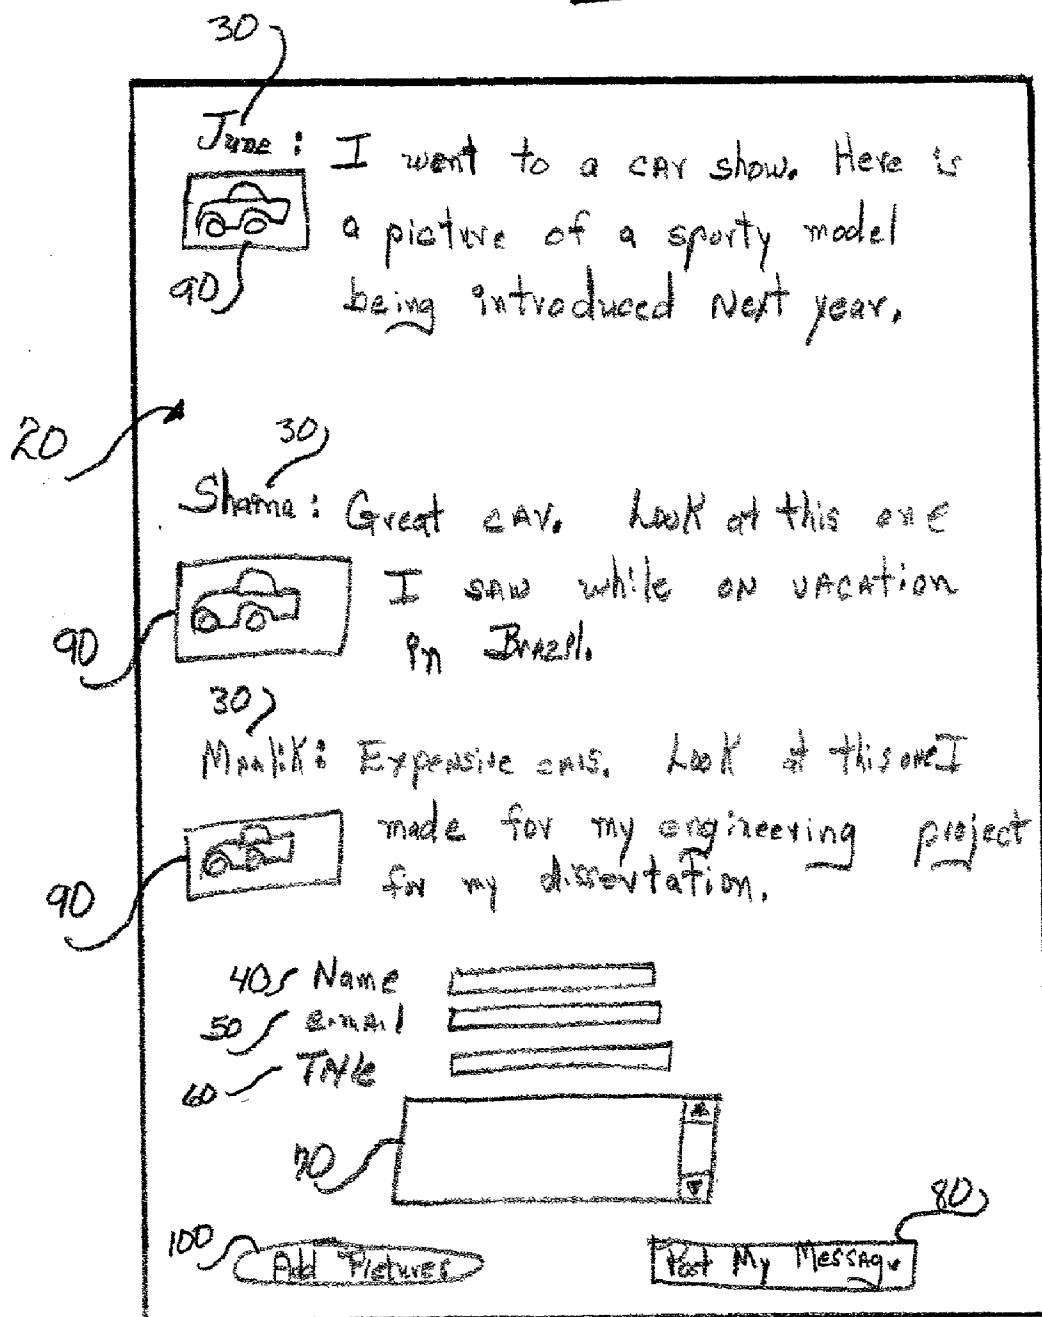 30
June: I went to a car show. Here is
a picture of a sporty model
90
being introduced Next year.
20
30
Shama: Great car. Look at this one
I saw while on vacation
90
in Brazil.
30
Maalik: Expensive cars. Look at this one I
made for my engineering project
90
for my dissertation.
40 Name
50 e-mail
60 Title
70
80
100 Add Pictures
Post My Message